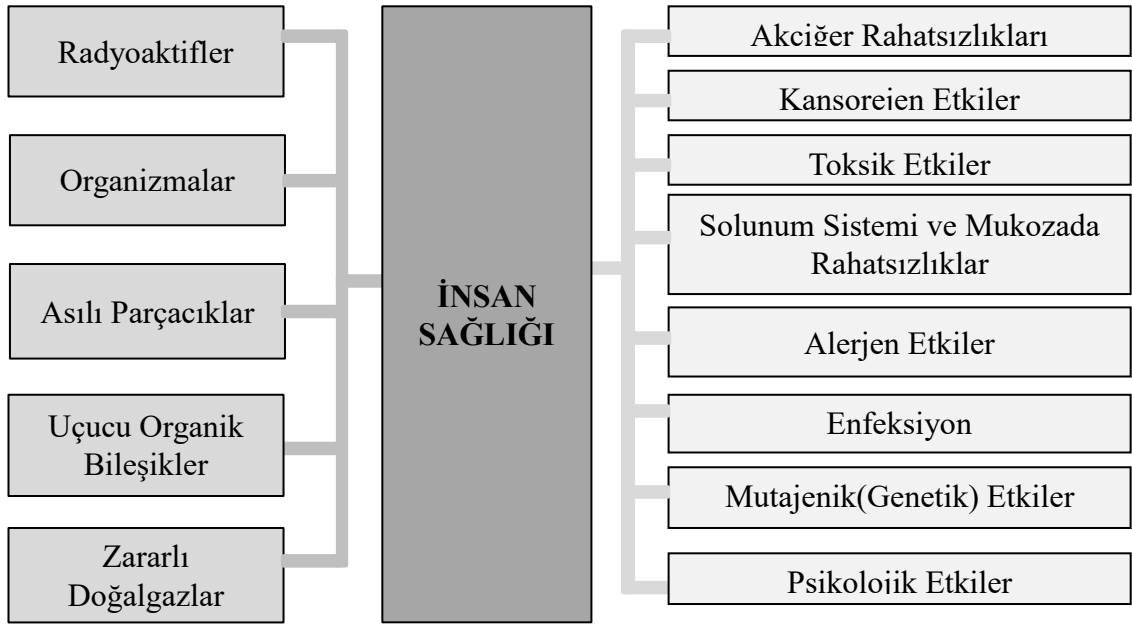 Radyoaktifler
Organizmalar
Asılı Parçacıklar
Uçucu Organik
Bileşikler
Zararlı
Doğalgazlar
İNSAN
SAĞLIĞI
Akciğer Rahatsızlıkları
Kansorejen Etkiler
Toksik Etkiler
Solunum Sistemi ve Mukozada
Rahatsızlıklar
Alerjen Etkiler
Enfeksiyon
Mutajenik(Genetik) Etkiler
Psikolojik Etkiler